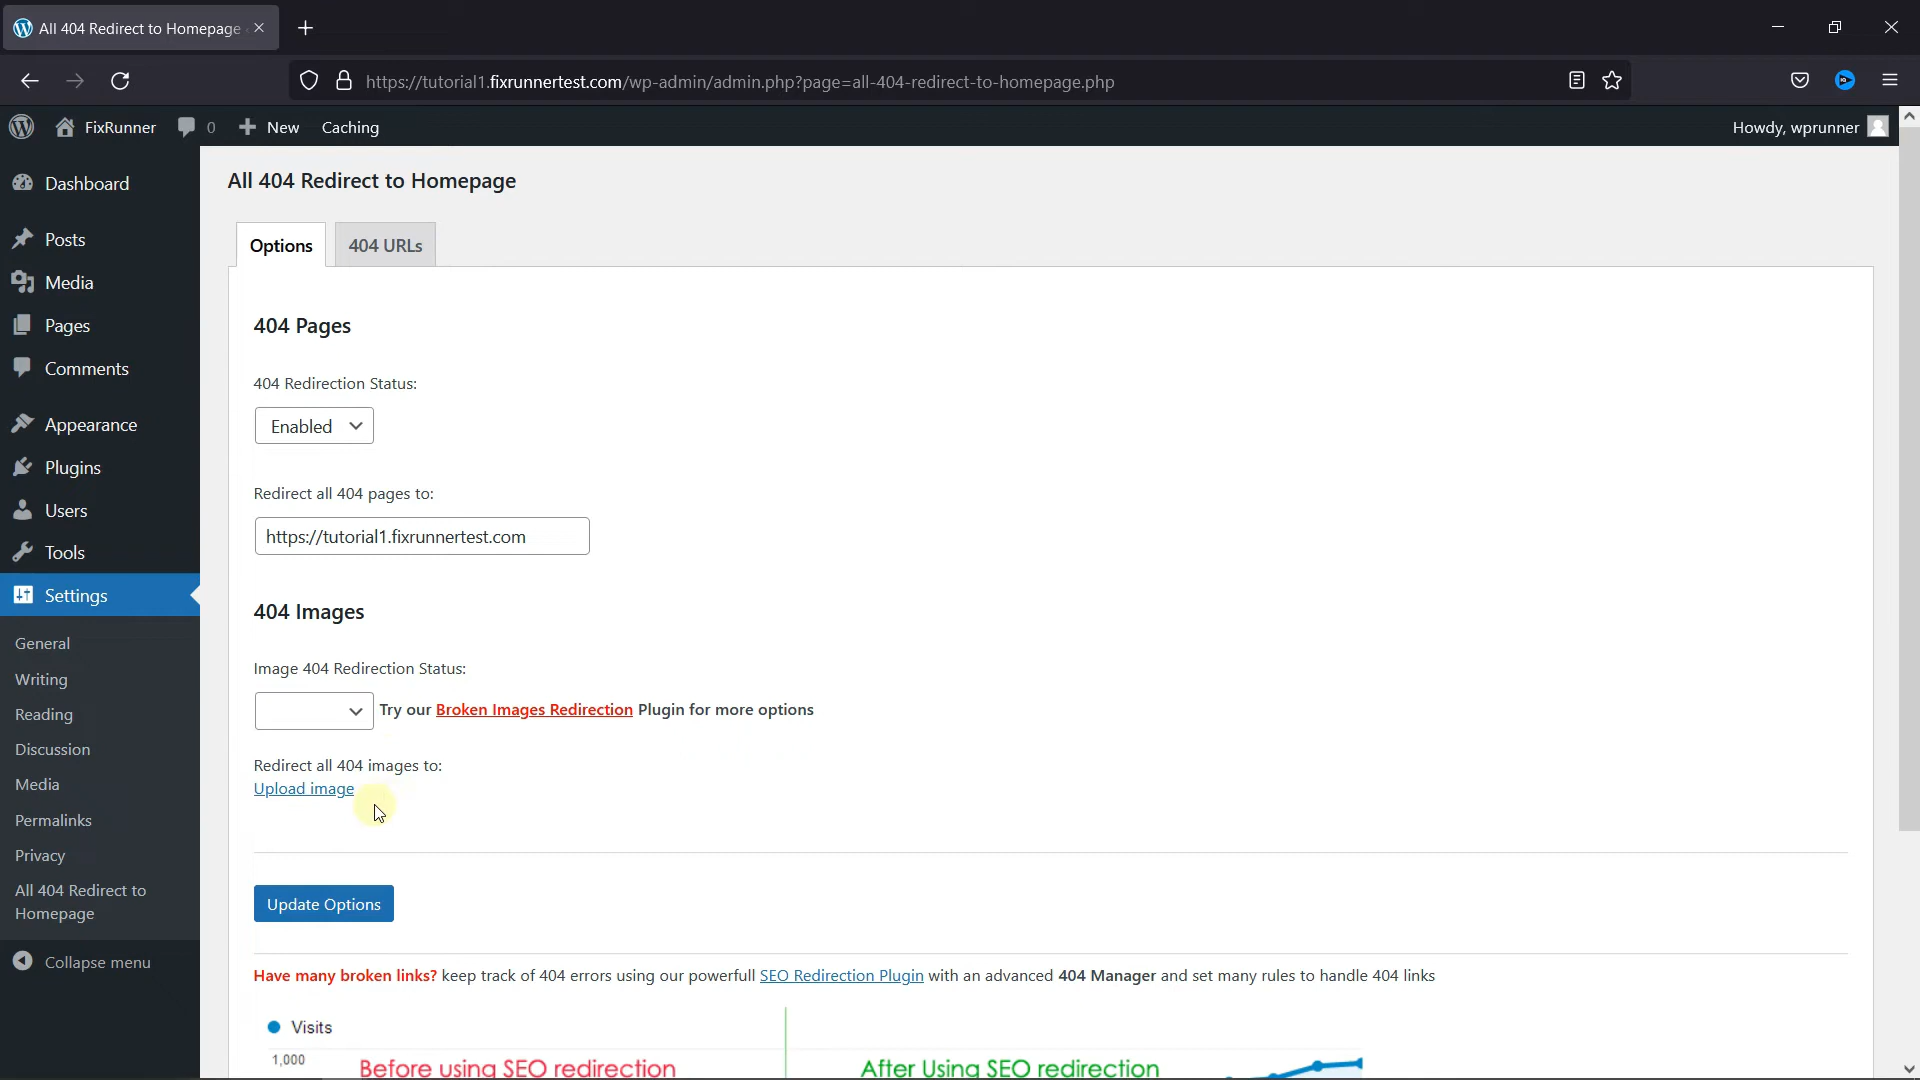 All 404 Redirect to Homepage
https://tutorial1.fixrunnertest.com/wp-admin/admin.php?page=all-404-redirect-to-homepage.php
FixRunner
0
New
Caching
Howdy, wprunner
Dashboard
Posts
Media
Pages
Comments
Appearance
Plugins
Users
Tools
Settings
General
Writing
Reading
Discussion
Media
Permalinks
Privacy
All 404 Redirect to
Homepage
Collapse menu
All 404 Redirect to Homepage
Options
404 URLs
404 Pages
404 Redirection Status:
Enabled
Redirect all 404 pages to:
https://tutorial1.fixrunnertest.com
404 Images
Image 404 Redirection Status:
Try our Broken Images Redirection Plugin for more options
Redirect all 404 images to:
Upload image
Update Options
Have many broken links? keep track of 404 errors using our powerfull SEO Redirection Plugin with an advanced 404 Manager and set many rules to handle 404 links
Visits
1,000
Before using SEO redirection
After Using SEO redirection